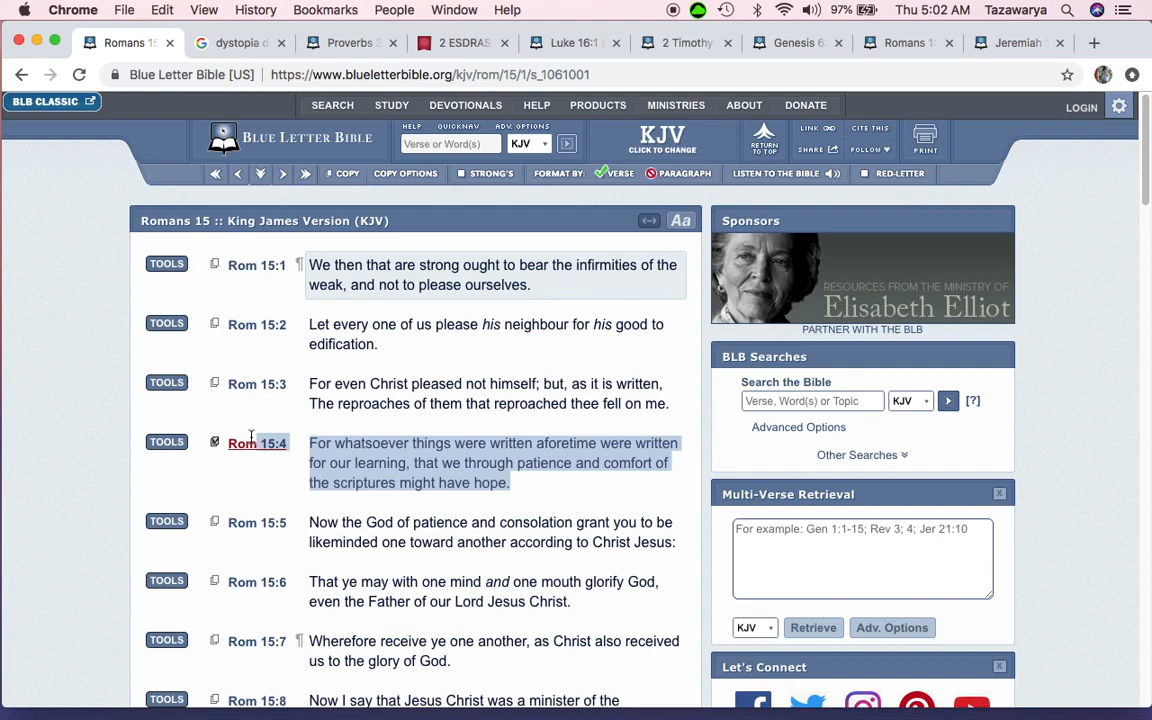 Chrome File Edit View History Bookmarks People Window Help 97% Thu 5:02 AM Tazawarya
Romans 15 dystopia d Proverbs 3 2 ESDRAS Luke 16:1 2 Timothy Genesis 6: Romans 1: Jeremiah 1
Blue Letter Bible [US] https://www.blueletterbible.org/kjv/rom/15/1/s_1061001
BLB CLASSIC
SEARCH STUDY DEVOTIONALS HELP PRODUCTS MINISTRIES ABOUT DONATE LOGIN
BLUE LETTER BIBLE
HELP QUICKNAV ADV. OPTIONS
Verse or Word(s) KJV
KJV
CLICK TO CHANGE
RETURN
TO TOP
LINK CITE THIS
SHARE FOLLOW
PRINT
COPY COPY OPTIONS STRONG'S FORMAT BY: VERSE PARAGRAPH LISTEN TO THE BIBLE RED-LETTER
Romans 15 :: King James Version (KJV) Aa
TOOLS Rom 15:1 ¶ We then that are strong ought to bear the infirmities of the
weak, and not to please ourselves.
TOOLS Rom 15:2 Let every one of us please his neighbour for his good to
edification.
TOOLS Rom 15:3 For even Christ pleased not himself; but, as it is written,
The reproaches of them that reproached thee fell on me.
TOOLS Rom 15:4 For whatsoever things were written aforetime were written
for our learning, that we through patience and comfort of
the scriptures might have hope.
TOOLS Rom 15:5 Now the God of patience and consolation grant you to be
likeminded one toward another according to Christ Jesus:
TOOLS Rom 15:6 That ye may with one mind and one mouth glorify God,
even the Father of our Lord Jesus Christ.
TOOLS Rom 15:7 ¶ Wherefore receive ye one another, as Christ also received
us to the glory of God.
TOOLS Rom 15:8 Now I say that Jesus Christ was a minister of the
Sponsors
RESOURCES FROM THE MINISTRY OF
Elisabeth Elliot
PARTNER WITH THE BLB
BLB Searches
Search the Bible
Verse, Word(s) or Topic KJV [?]
Advanced Options
Other Searches
Multi-Verse Retrieval x
For example: Gen 1:1-15; Rev 3; 4; Jer 21:10
KJV Retrieve Adv. Options
Let's Connect x